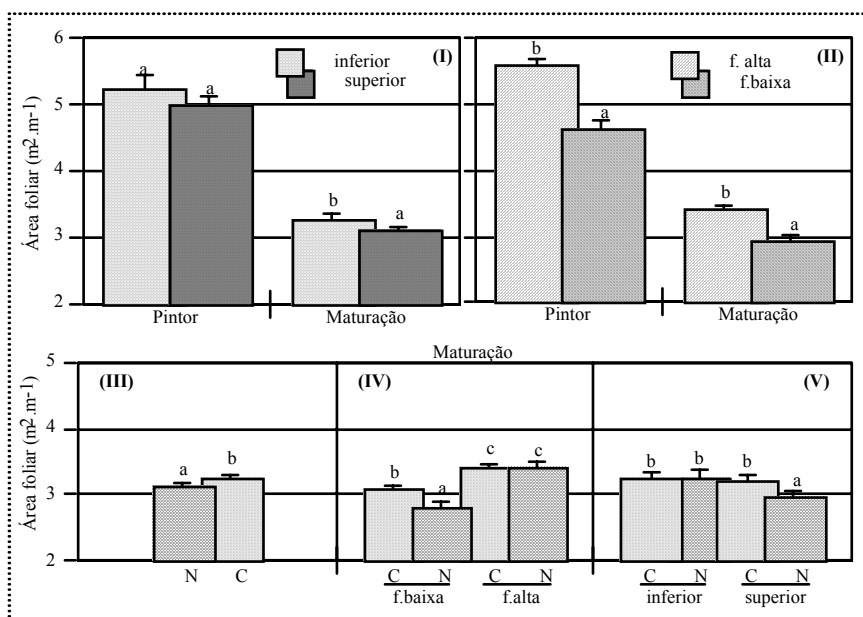 6
5
4
3
2
Área foliar (m2.m-1)
a
a
b
a
inferior
superior
(I)
Pintor
Maturação
b
a
b
a
f. alta
f.baixa
(II)
Pintor
Maturação
Maturação
5
4
3
2
Área foliar (m2.m-1)
(III)
a
b
N C
(IV)
b
a
c
c
C N C N
f.baixa f.alta
(V)
b
b
b
a
C N C N
inferior superior